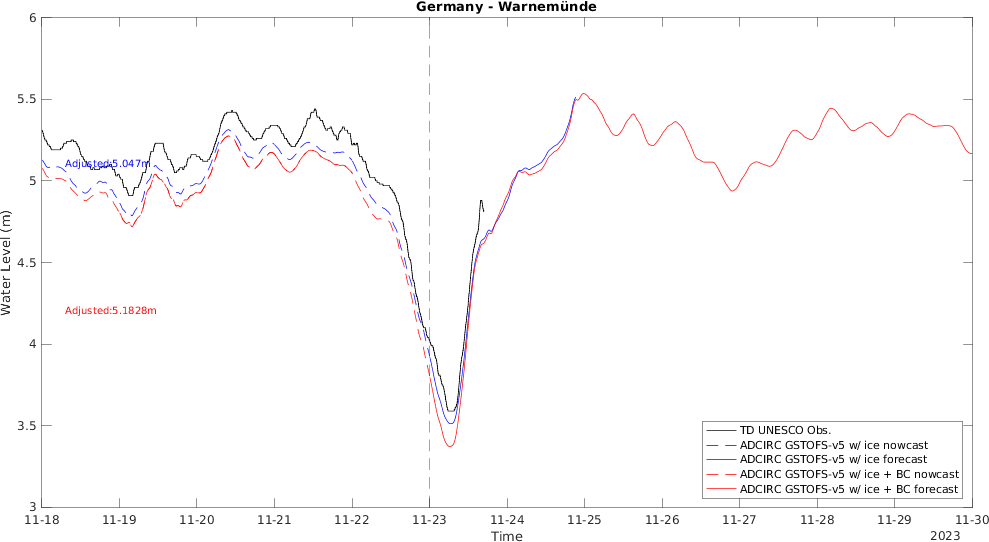 Germany - Warnemünde
6
5.5
5
4.5
4
3.5
3
Water Level (m)
Adjusted:5.047m
Adjusted:5.1828m
TD UNESCO Obs.
ADCIRC GSTOFS-v5 w/ ice nowcast
ADCIRC GSTOFS-v5 w/ ice forecast
ADCIRC GSTOFS-v5 w/ ice + BC nowcast
ADCIRC GSTOFS-v5 w/ ice + BC forecast
11-18 11-19 11-20 11-21 11-22 11-23 11-24 11-25 11-26 11-27 11-28 11-29 11-30
Time
2023